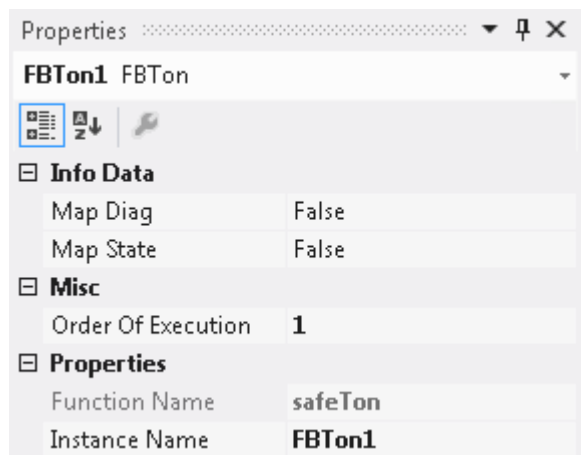 Properties
FBTon1 FBTon
Info Data
Map Diag False
Map State False
Misc
Order Of Execution 1
Properties
Function Name safeTon
Instance Name FBTon1